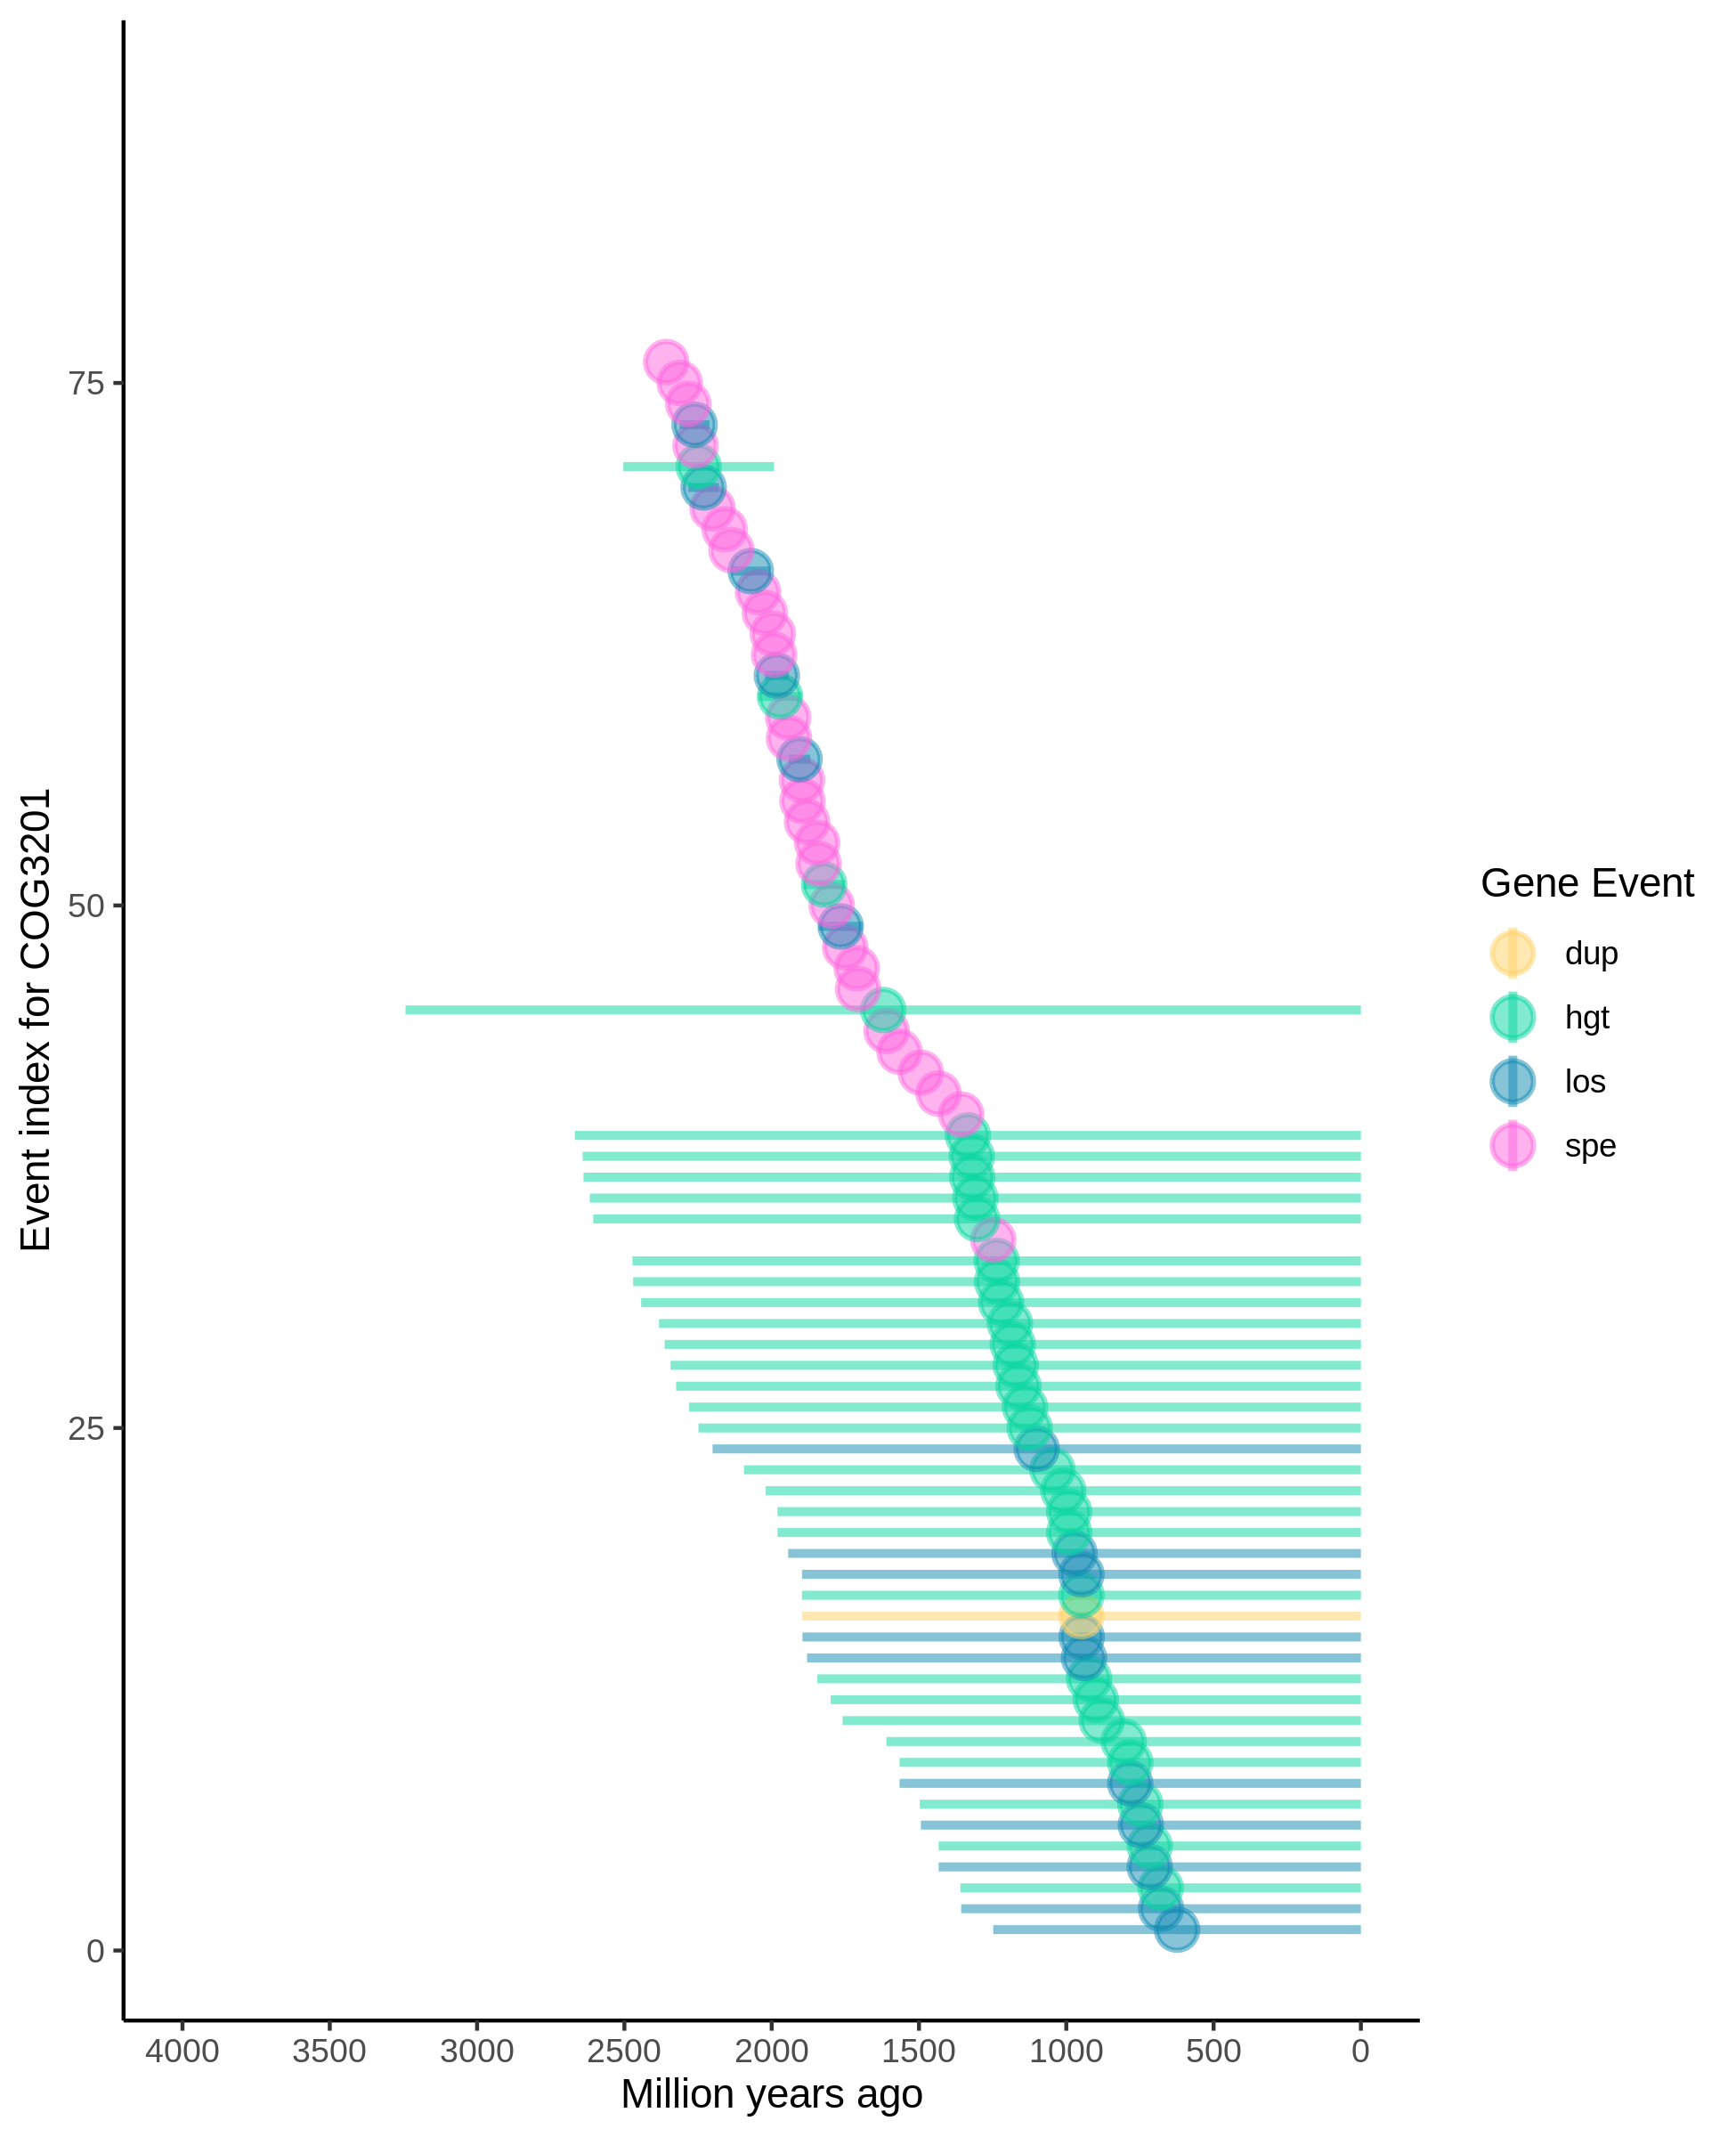 75
50
25
0
Event index for COG3201
4000 3500 3000 2500 2000 1500 1000 500 0
Million years ago
Gene Event
dup
hgt
los
spe